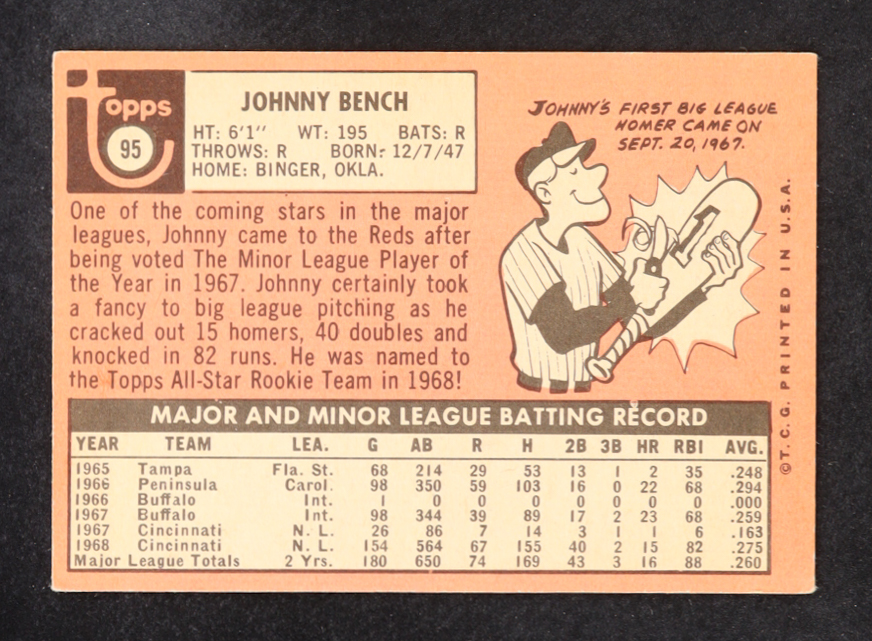 topps
95
JOHNNY BENCH
HT: 6'1" WT: 195 BATS: R
THROWS: R BORN: 12/7/47
HOME: BINGER, OKLA.
JOHNNY'S FIRST BIG LEAGUE
HOMER CAME ON
SEPT. 20, 1967.
1
One of the coming stars in the major
leagues, Johnny came to the Reds after
being voted The Minor League Player of
the Year in 1967. Johnny certainly took
a fancy to big league pitching as he
cracked out 15 homers, 40 doubles and
knocked in 82 runs. He was named to
the Topps All-Star Rookie Team in 1968!
©T. C. G. PRINTED IN U.S.A.
MAJOR AND MINOR LEAGUE BATTING RECORD
YEAR TEAM LEA. G AB R H 2B 3B HR RBI AVG.
1965 Tampa Fla. St. 68 214 29 53 13 1 2 35 .248
1966 Peninsula Carol. 98 350 59 103 16 0 22 68 .294
1966 Buffalo Int. 1 0 0 0 0 0 0 0 .000
1967 Buffalo Int. 98 344 39 89 17 2 23 68 .259
1967 Cincinnati N. L. 26 86 7 14 3 1 1 6 .163
1968 Cincinnati N. L. 154 564 67 155 40 2 15 82 .275
Major League Totals 2 Yrs. 180 650 74 169 43 3 16 88 .260